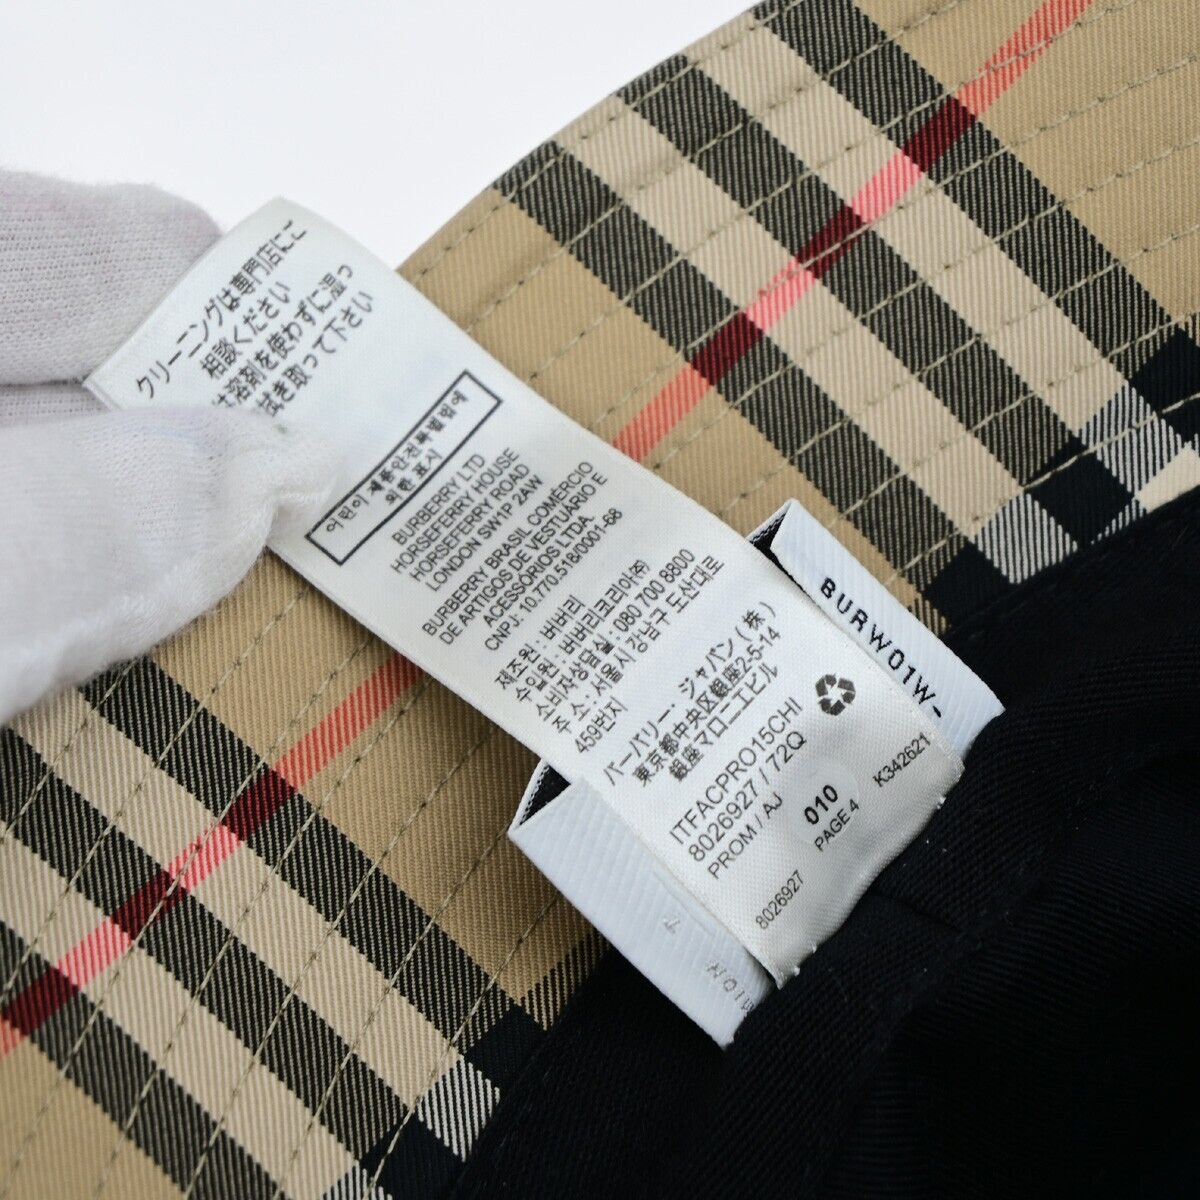 クリーニングは専門店にご
相談ください
溶剤を使わずに湿っ
拭き取って下さい
어린이제품안전특별법에
의한 표시
BURBERRY LTD
HORSEFERRY HOUSE
HORSEFERRY ROAD
LONDON SW1P 2AW
BURBERRY BRASIL COMÉRCIO
DE ARTIGOS DE VESTUÁRIO E
ACESSÓRIOS LTDA
CNPJ: 10.770.518/0001-68
제조원 : 버버리
수입원 : 버버리코리아(주)
소비자상담실 : 080 700 8800
주소 : 서울시 강남구 도산대로
459번지
バーバリー・ジャパン(株)
東京都中央区銀座2-5-14
銀座マロニエビル
ITFACPRO15CHI
8026927 / 72Q
PROM / AJ
010
PAGE 4
K342621
8026927
BURW01W-